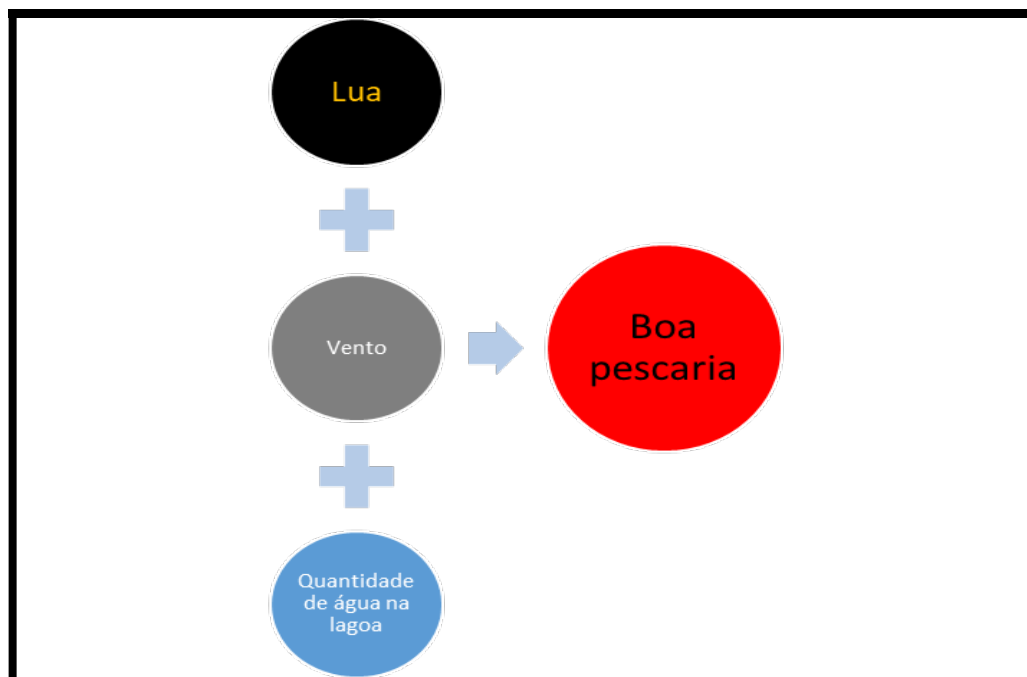 Lua
Vento
Boa
pescaria
Quantidade
de água na
lagoa